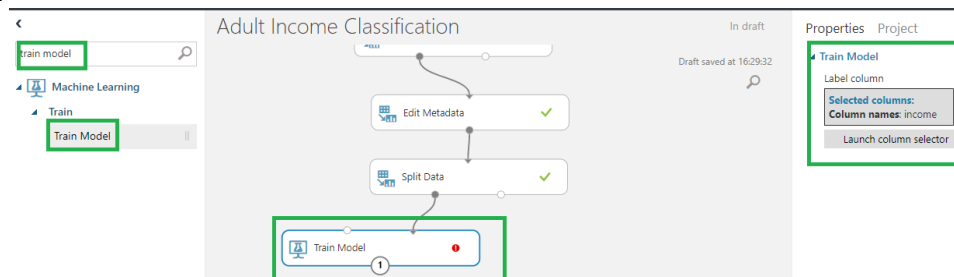 Adult Income Classification
In draft
Draft saved at 16:29:32
train model
Machine Learning
Train
Train Model
Edit Metadata
Split Data
Train Model
1
Properties Project
Train Model
Label column
Selected columns:
Column names: income
Launch column selector